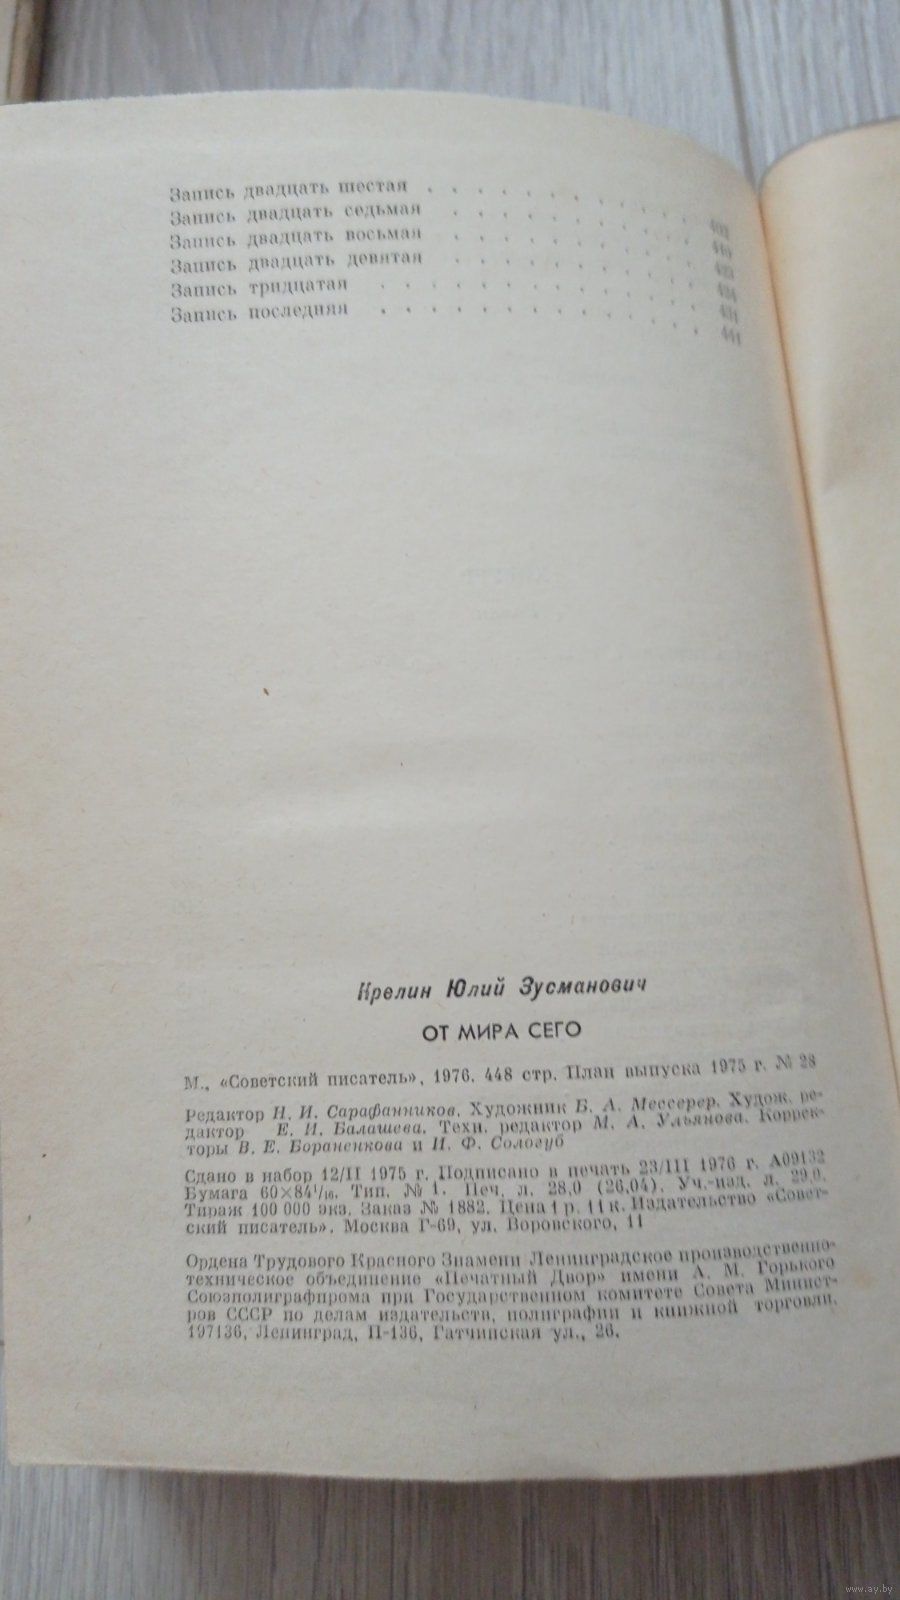 Запись двадцать шестая . . . . . . . . . . .
Запись двадцать седьмая . . . . . . . . . . 410
Запись двадцать восьмая . . . . . . . . . .
Запись двадцать девятая . . . . . . . . . .
Запись тридцатая . . . . . . . . . . . . . 431
Запись последняя . . . . . . . . . . . . . 441
Крелин Юлий Зусманович
ОТ МИРА СЕГО
М., «Советский писатель», 1976. 448 стр. План выпуска 1975 г. № 28
Редактор Н. И. Сарафанников. Художник Б. А. Мессерер. Худож. ре-
дактор Е. И. Балашева. Техн. редактор М. А. Ульянова. Коррек-
торы В. Е. Бораненкова и И. Ф. Сологуб
Сдано в набор 12/II 1975 г. Подписано в печать 23/III 1976 г. А09132
Бумага 60×84¹/₁₆. Тип. № 1. Печ. л. 28,0 (26,04). Уч.-изд. л. 29,0.
Тираж 100 000 экз. Заказ № 1882. Цена 1 р. 11 к. Издательство «Совет-
ский писатель». Москва Г-69, ул. Воровского, 11
Ордена Трудового Красного Знамени Ленинградское производственно-
техническое объединение «Печатный Двор» имени А. М. Горького
Союзполиграфпрома при Государственном комитете Совета Минист-
ров СССР по делам издательств, полиграфии и книжной торговли.
197136, Ленинград, П-136, Гатчинская ул., 26.
www.ay.by